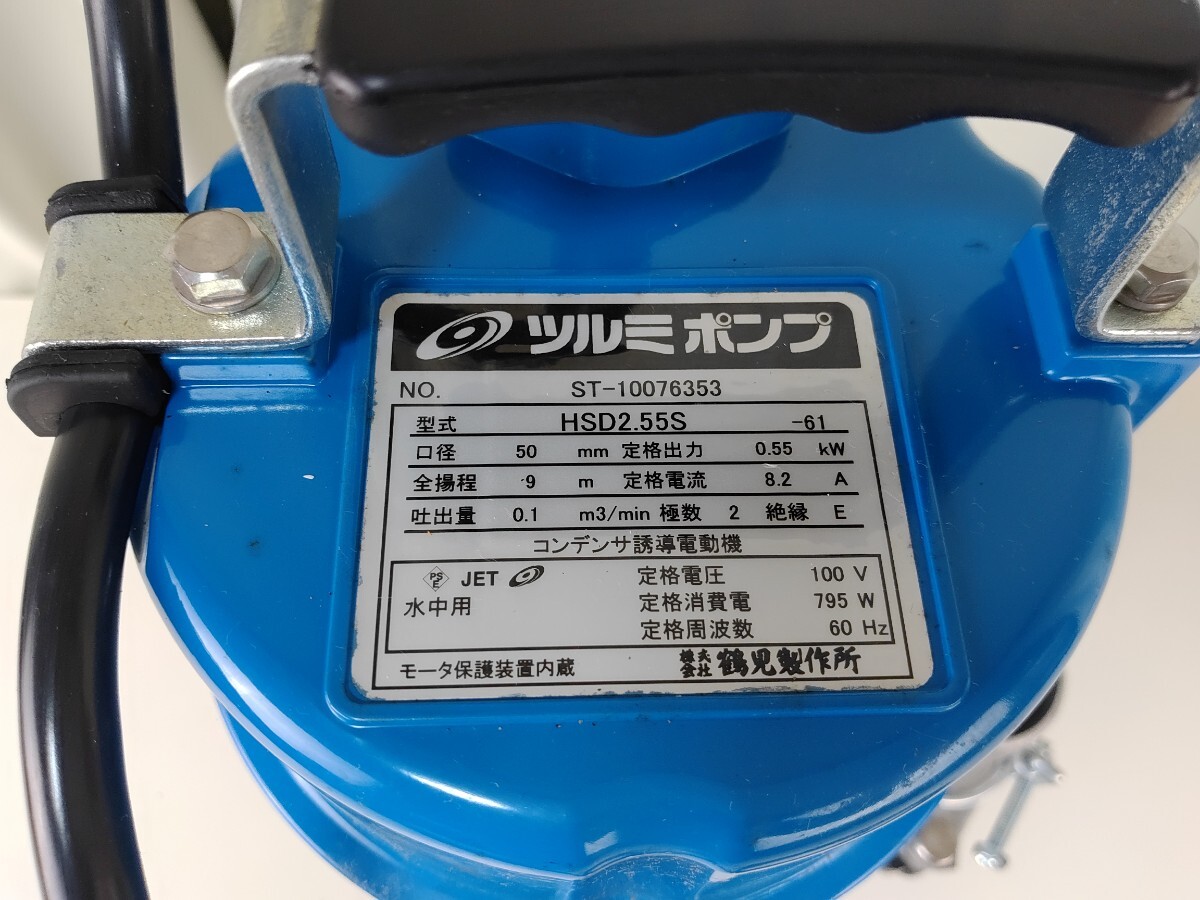 ツルミポンプ
NO. ST-10076353
型式 HSD2.55S -61
口径 50 mm 定格出力 0.55 kW
全揚程 9 m 定格電流 8.2 A
吐出量 0.1 m3/min 極数 2 絶縁 E
コンデンサ誘導電動機
PSE JET 定格電圧 100 V
水中用 定格消費電 795 W
定格周波数 60 Hz
モータ保護装置内蔵 株式会社 鶴見製作所